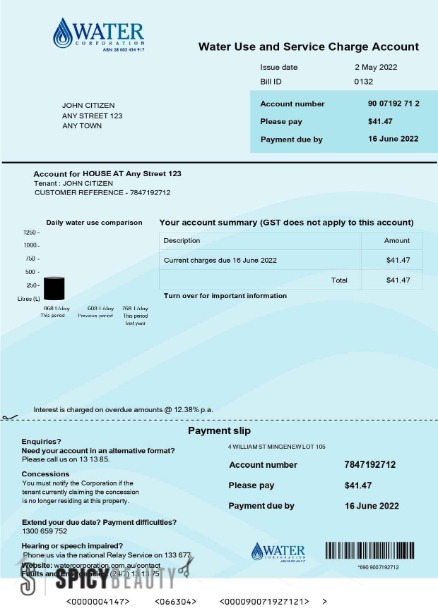 WATER
CORPORATION
ABN 28 003 434 917
Water Use and Service Charge Account
Issue date 2 May 2022
Bill ID 0132
JOHN CITIZEN
ANY STREET 123
ANY TOWN
Account number 90 07192 71 2
Please pay $41.47
Payment due by 16 June 2022
Account for HOUSE AT Any Street 123
Tenant : JOHN CITIZEN
CUSTOMER REFERENCE - 7847192712
Daily water use comparison
1250 -
1000 -
750 -
500 -
250 -
Litres (L)
This period
Previous period
This period
last year
Your account summary (GST does not apply to this account)
Description Amount
Current charges due 16 June 2022 $41.47
Total $41.47
Turn over for important information
Interest is charged on overdue amounts @ 12.38% p.a.
Payment slip
Enquiries?
Need your account in an alternative format?
Please call us on 13 13 85.
Concessions
You must notify the Corporation if the
tenant currently claiming the concession
is no longer residing at this property.
Extend your due date? Payment difficulties?
1300 659 752
Hearing or speech impaired?
Phone us via the national Relay Service on 133 677
Website: watercorporation.com.au/contact
Faults and Emergencies (24/7) 13 13 75
4 WILLIAM ST MINGENEW LOT 105
Account number 7847192712
Please pay $41.47
Payment due by 16 June 2022
WATER
CORPORATION
*090 9007192712
SPICYBEAUTY
<0000004147> <066304> <000090071927121> >